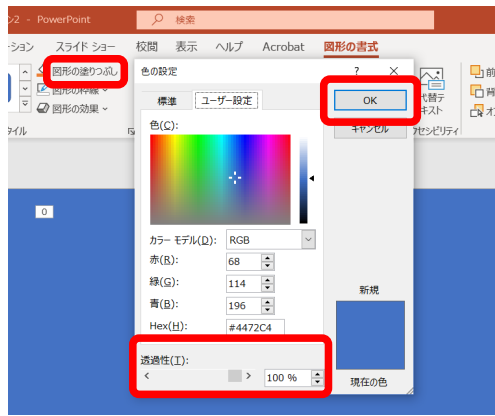 ン2 - PowerPoint
検索
ーション スライド ショー 校閲 表示 ヘルプ Acrobat 図形の書式
図形の塗りつぶし
図形の枠線
図形の効果
タイル
色の設定 ? ×
標準 ユーザー設定
OK
キャンセル
色(C):
カラー モデル(D): RGB
赤(R): 68
緑(G): 114
青(B): 196
Hex(H): #4472C4
透過性(T):
100 %
新規
現在の色
代替テ
キスト
クセシビリティ
前
背
オ
0